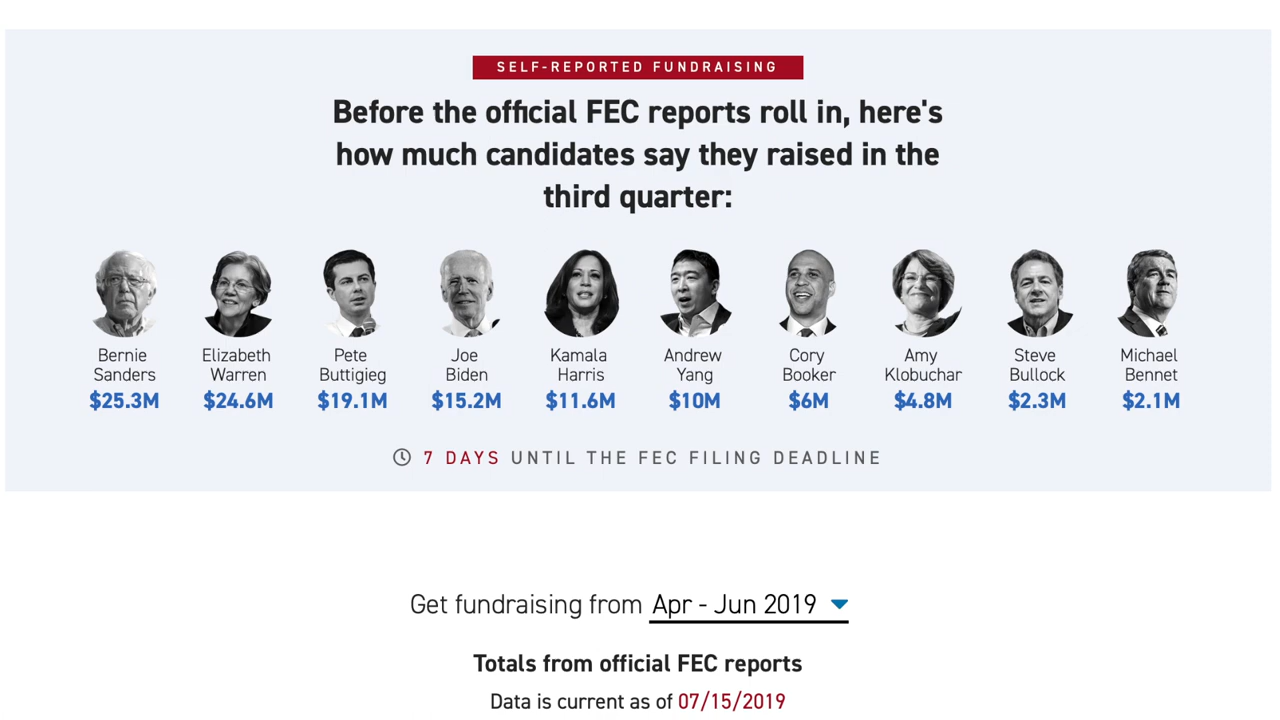 SELF-REPORTED FUNDRAISING
Before the official FEC reports roll in, here's
how much candidates say they raised in the
third quarter:
Bernie Sanders
$25.3M
Elizabeth Warren
$24.6M
Pete Buttigieg
$19.1M
Joe Biden
$15.2M
Kamala Harris
$11.6M
Andrew Yang
$10M
Cory Booker
$6M
Amy Klobuchar
$4.8M
Steve Bullock
$2.3M
Michael Bennet
$2.1M
7 DAYS UNTIL THE FEC FILING DEADLINE
Get fundraising from Apr - Jun 2019
Totals from official FEC reports
Data is current as of 07/15/2019